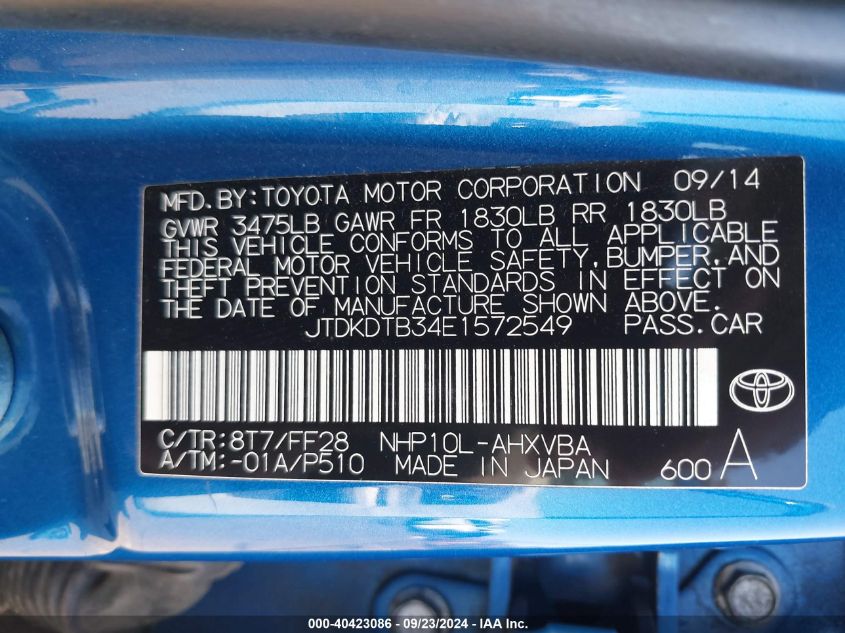 MFD. BY: TOYOTA MOTOR CORPORATION 09/14
GVWR 3475LB GAWR FR 1830LB RR 1830LB
THIS VEHICLE CONFORMS TO ALL APPLICABLE
FEDERAL MOTOR VEHICLE SAFETY, BUMPER, AND
THEFT PREVENTION STANDARDS IN EFFECT ON
THE DATE OF MANUFACTURE SHOWN ABOVE.
JTDKDTB34E1572549 PASS. CAR
C/TR: 8T7/FF28 NHP10L-AHXVBA
A/TM: -01A/P510 MADE IN JAPAN 600 A
000-40423086 - 09/23/2024 - IAA Inc.